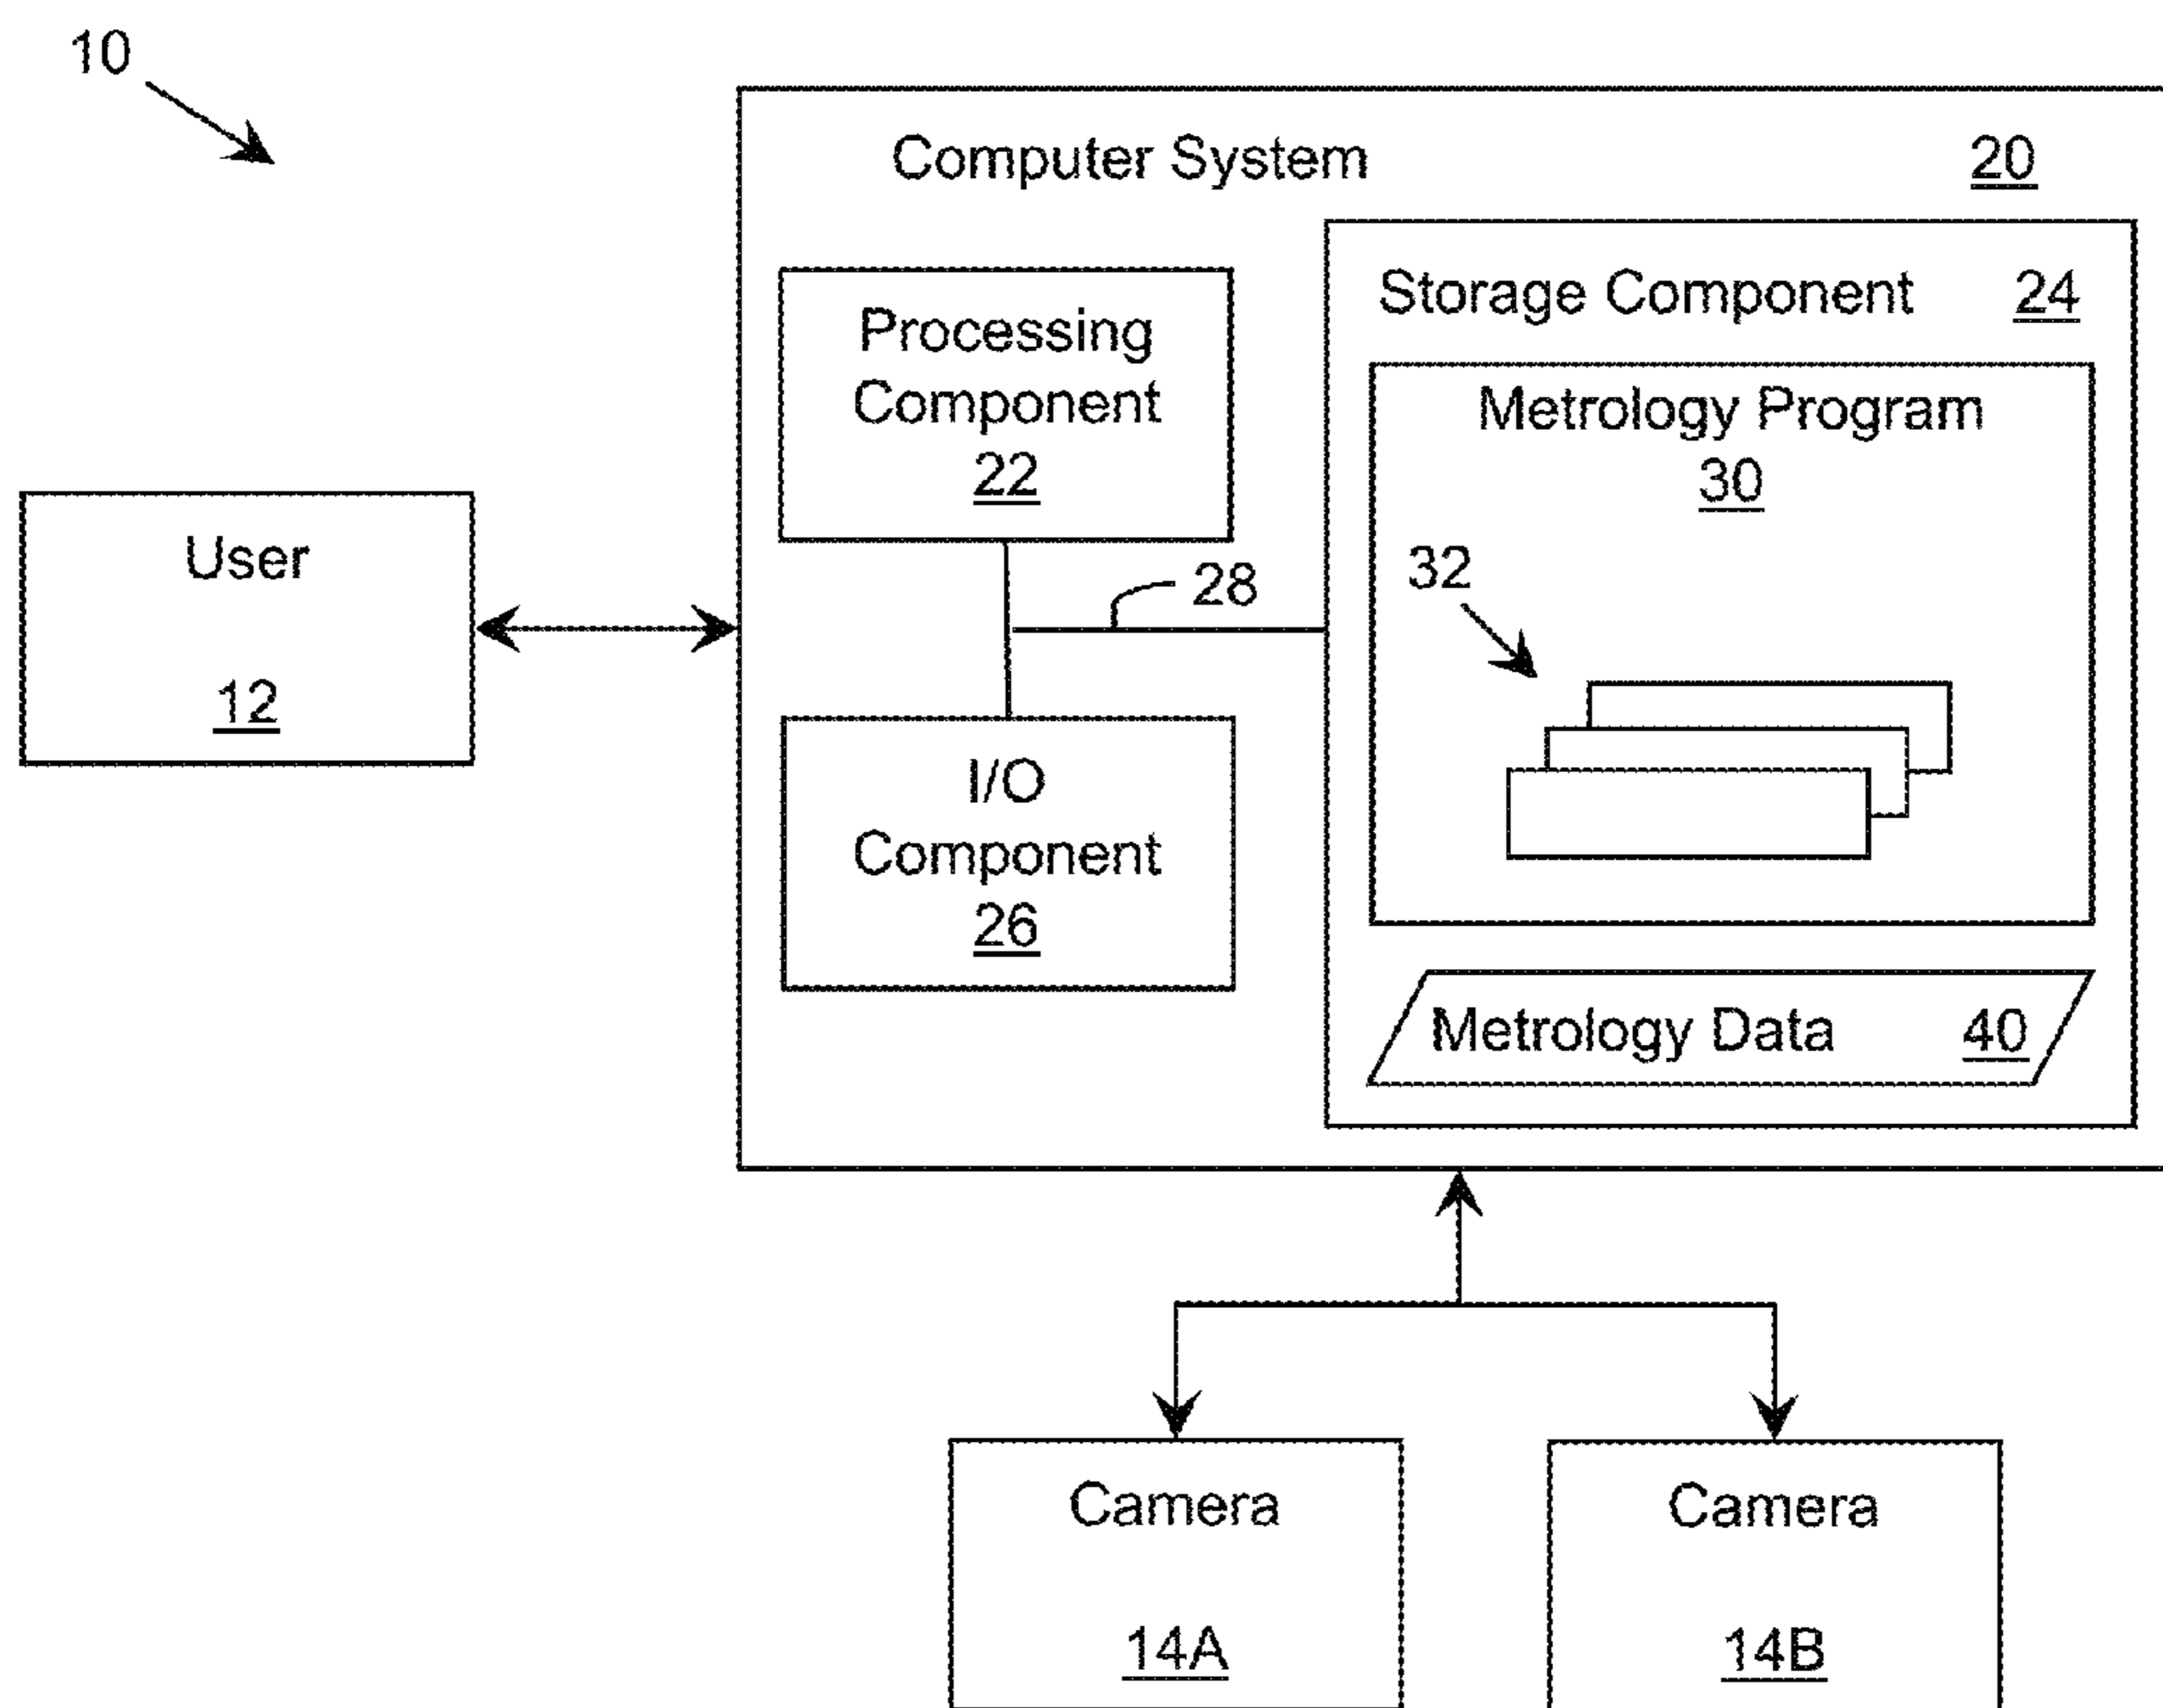 10
Computer System 20
Processing
Component
22
Storage Component 24
Metrology Program
30
32
28
User
12
I/O
Component
26
Metrology Data 40
Camera
14A
Camera
14B